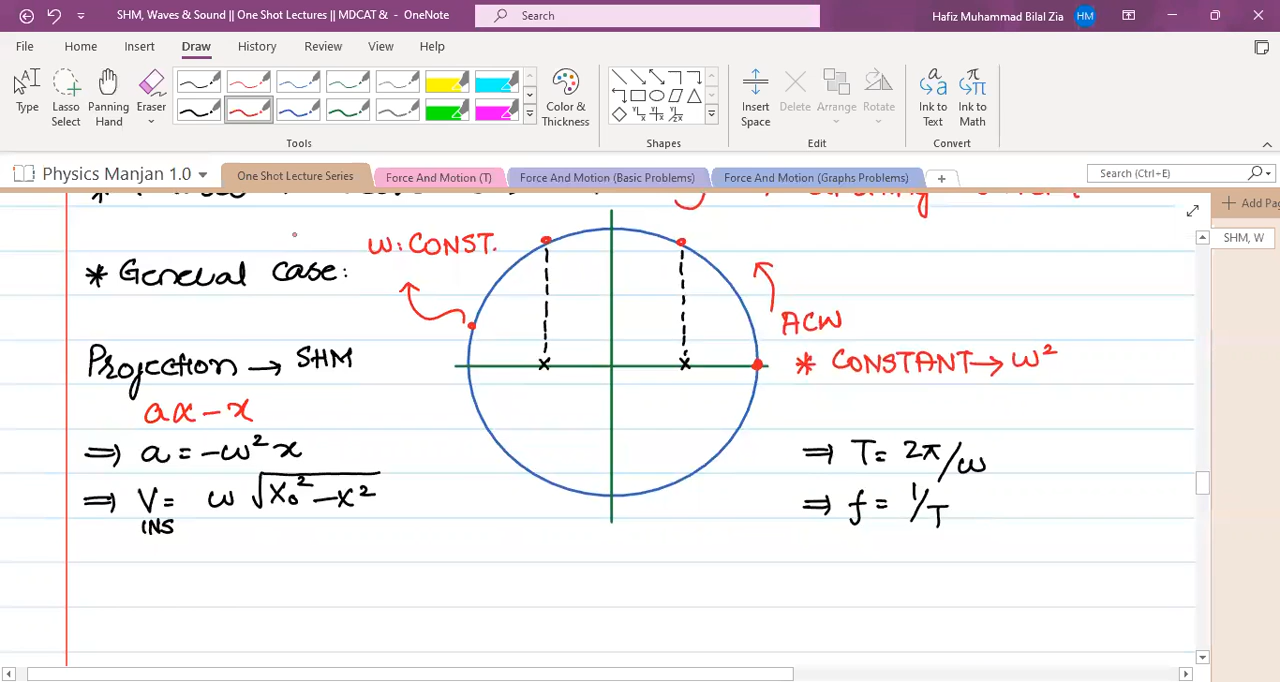 SHM, Waves & Sound || One Shot Lectures || MDCAT & - OneNote
Search
Hafiz Muhammad Bilal Zia
HM
File Home Insert Draw History Review View Help
Type
Lasso Select
Panning Hand
Eraser
Color & Thickness
Insert Space
Delete
Arrange
Rotate
Ink to Text
Ink to Math
Tools
Shapes
Edit
Convert
Physics Manjan 1.0
One Shot Lecture Series
Force And Motion (T)
Force And Motion (Basic Problems)
Force And Motion (Graphs Problems)
Search (Ctrl+E)
Add Pag
SHM, W
ω: CONST.
* General case:
ACW
Projection → SHM
* CONSTANT → ω²
a α - x
⇒ a = -ω² x
⇒ T = 2π/ω
⇒ V = ω √x₀² - x²
INS
⇒ f = 1/T